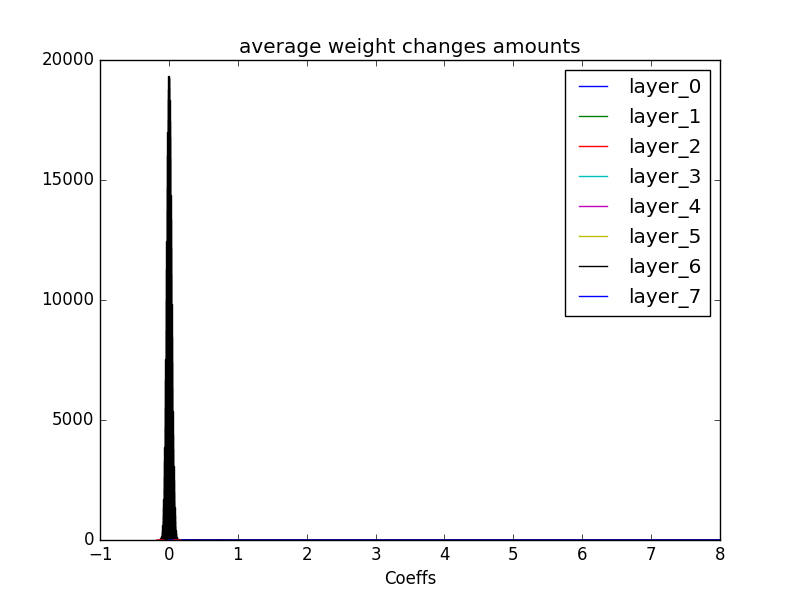 average weight changes amounts
20000
15000
10000
5000
0
−1 0 1 2 3 4 5 6 7 8
Coeffs
layer_0
layer_1
layer_2
layer_3
layer_4
layer_5
layer_6
layer_7